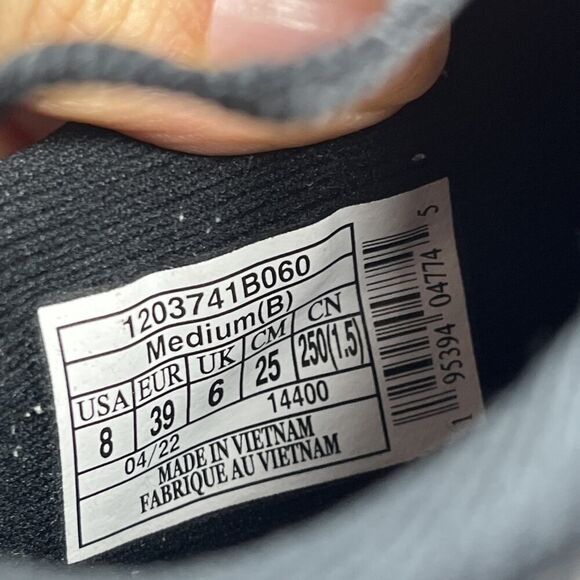 1203741B060
Medium(B)
USA EUR UK CM CN
8 39 6 25 250(1.5)
04/22 14400
MADE IN VIETNAM
FABRIQUE AU VIETNAM
1 95394 04774 5